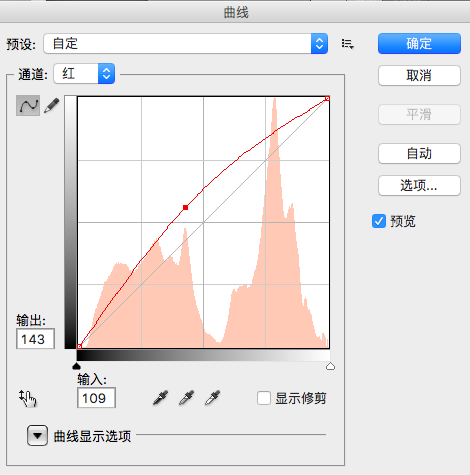 曲线
预设: 自定
确定
通道: 红
取消
平滑
自动
选项...
预览
输出:
143
输入:
109
显示修剪
曲线显示选项